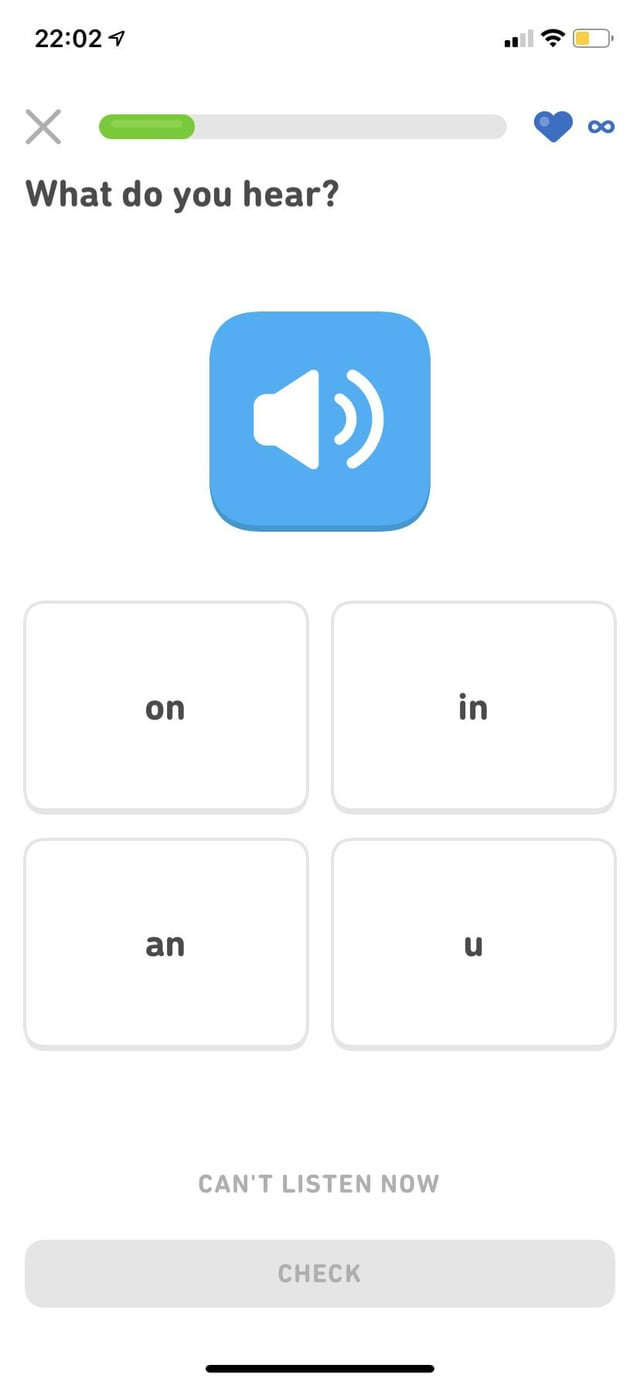 22:02
What do you hear?
on
in
an
u
CAN'T LISTEN NOW
CHECK